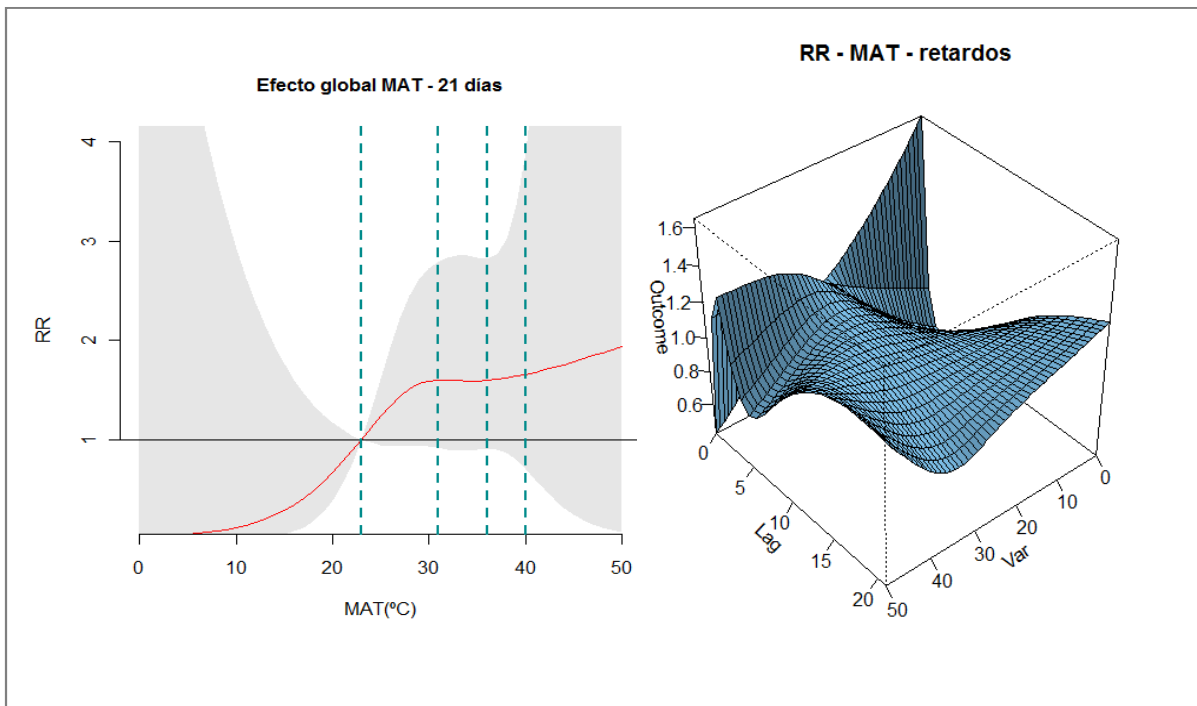 Efecto global MAT - 21 días
RR
4
3
2
1
0 10 20 30 40 50
MAT(ºC)
RR - MAT - retardos
Outcome
1.6
1.4
1.2
1.0
0.8
0.6
0 5 10 15 20
Lag
50 40 30 20 10 0
Var